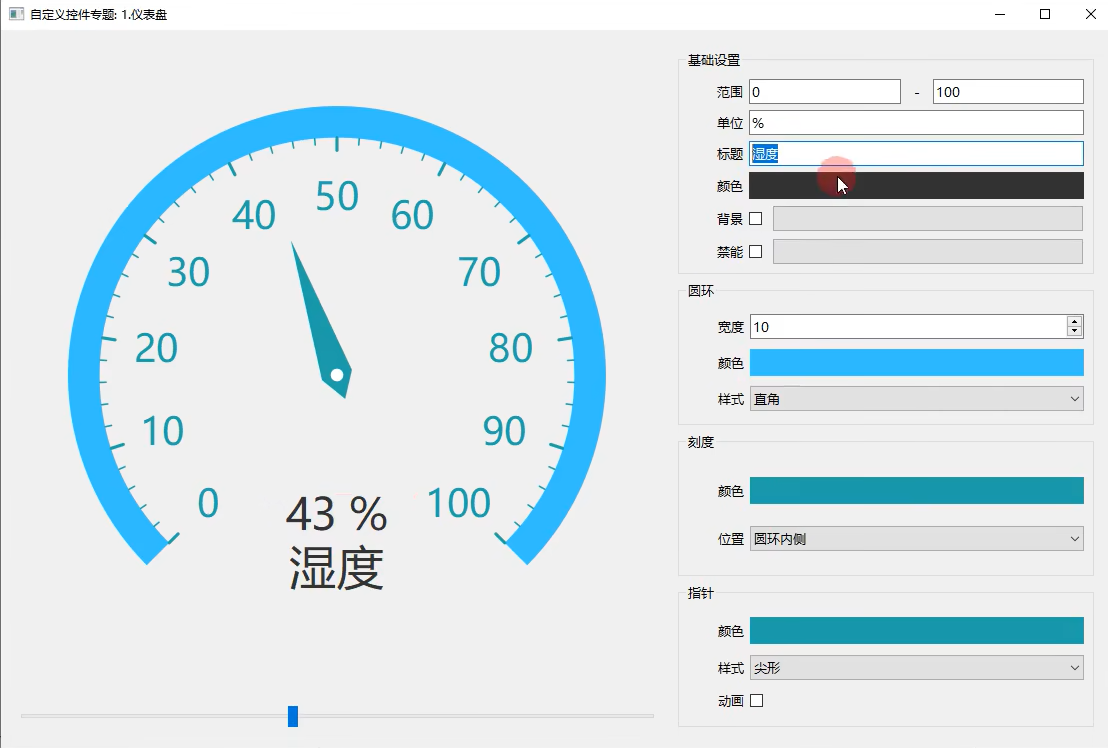 自定义控件专题: 1.仪表盘
0
10
20
30
40
50
60
70
80
90
100
43 %
湿度
基础设置
范围 0 - 100
单位 %
标题 湿度
颜色
背景
禁能
圆环
宽度 10
颜色
样式 直角
刻度
颜色
位置 圆环内侧
指针
颜色
样式 尖形
动画